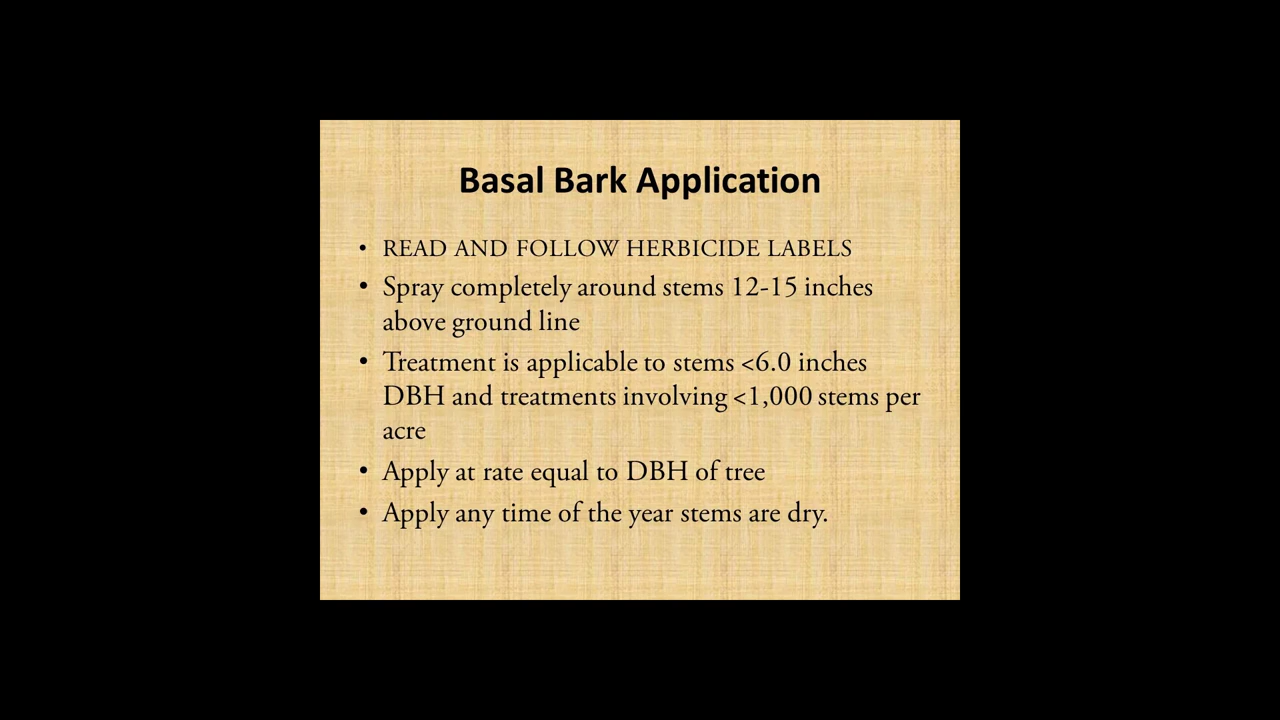 Basal Bark Application
• READ AND FOLLOW HERBICIDE LABELS
• Spray completely around stems 12-15 inches
above ground line
• Treatment is applicable to stems <6.0 inches
DBH and treatments involving <1,000 stems per
acre
• Apply at rate equal to DBH of tree
• Apply any time of the year stems are dry.